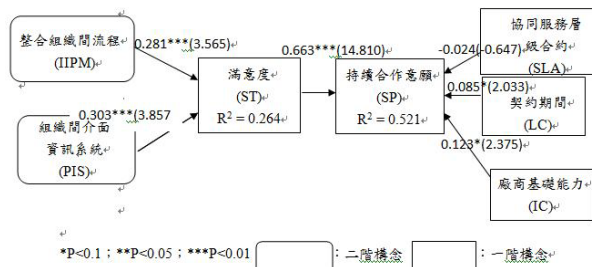 整合組織間流程
(IIPM)
0.281***(3.565)
組織間介面
資訊系統
(PIS)
0.303***(3.857
滿意度
(ST)
R² = 0.264
0.663***(14.810)
持續合作意願
(SP)
R² = 0.521
-0.024(-0.647)
協同服務層
級合約
(SLA)
0.085*(2.033)
契約期間
(LC)
0.123*(2.375)
廠商基礎能力
(IC)
*P<0.1；**P<0.05；***P<0.01 ：二階構念 ：一階構念